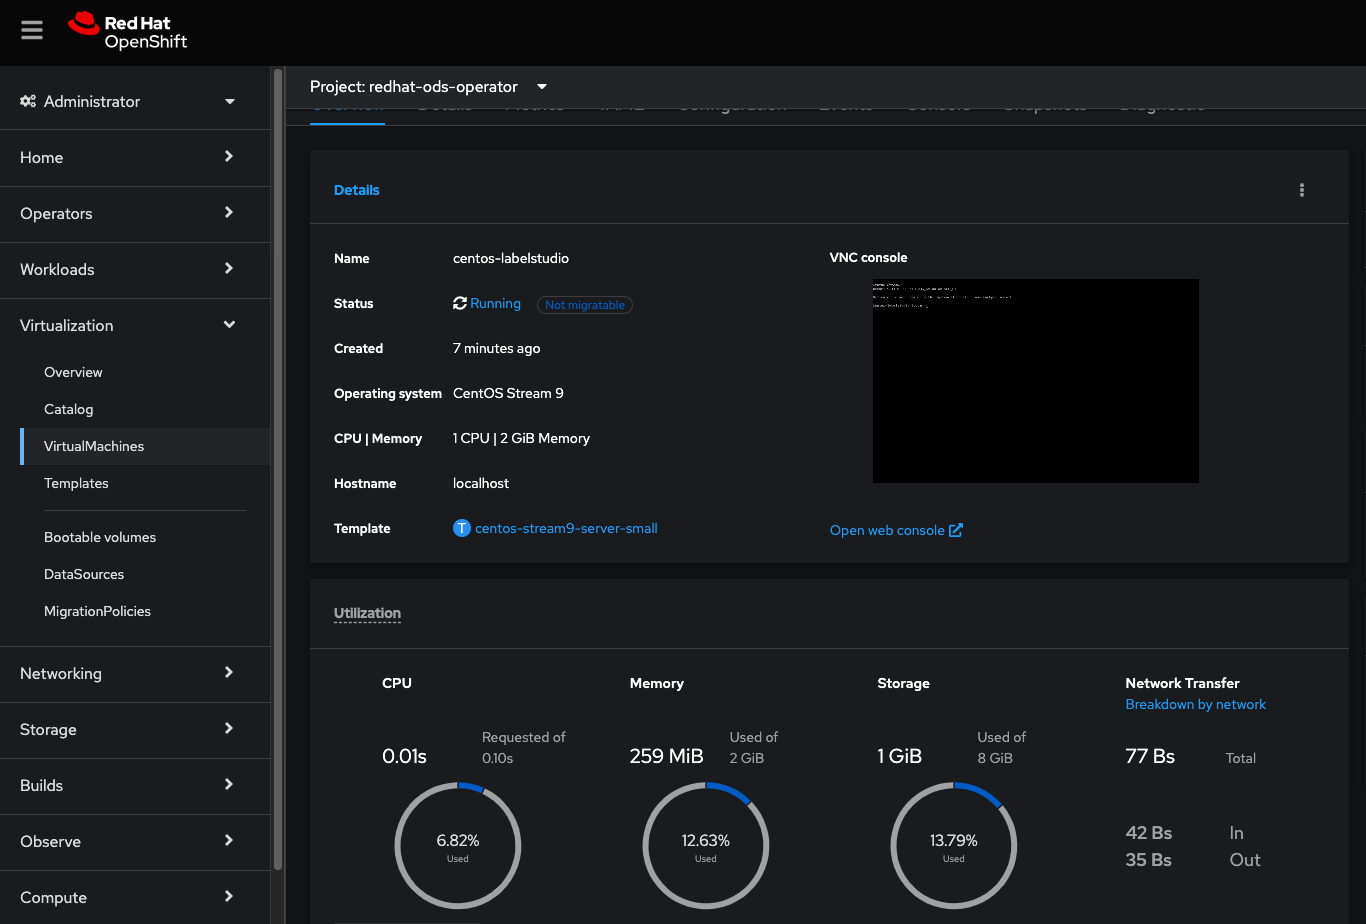 Red Hat
OpenShift
Administrator
Home
Operators
Workloads
Virtualization
Overview
Catalog
VirtualMachines
Templates
Bootable volumes
DataSources
MigrationPolicies
Networking
Storage
Builds
Observe
Compute
Project: redhat-ods-operator
Overview Details Metrics YAML Configuration Events Console Snapshots Diagnostic
Details
Name centos-labelstudio
Status Running Not migratable
Created 7 minutes ago
Operating system CentOS Stream 9
CPU | Memory 1 CPU | 2 GiB Memory
Hostname localhost
Template T centos-stream9-server-small
VNC console
Open web console
Utilization
CPU
0.01s
Requested of
0.10s
6.82%
Used
Memory
259 MiB
Used of
2 GiB
12.63%
Used
Storage
1 GiB
Used of
8 GiB
13.79%
Used
Network Transfer
Breakdown by network
77 Bs Total
42 Bs In
35 Bs Out